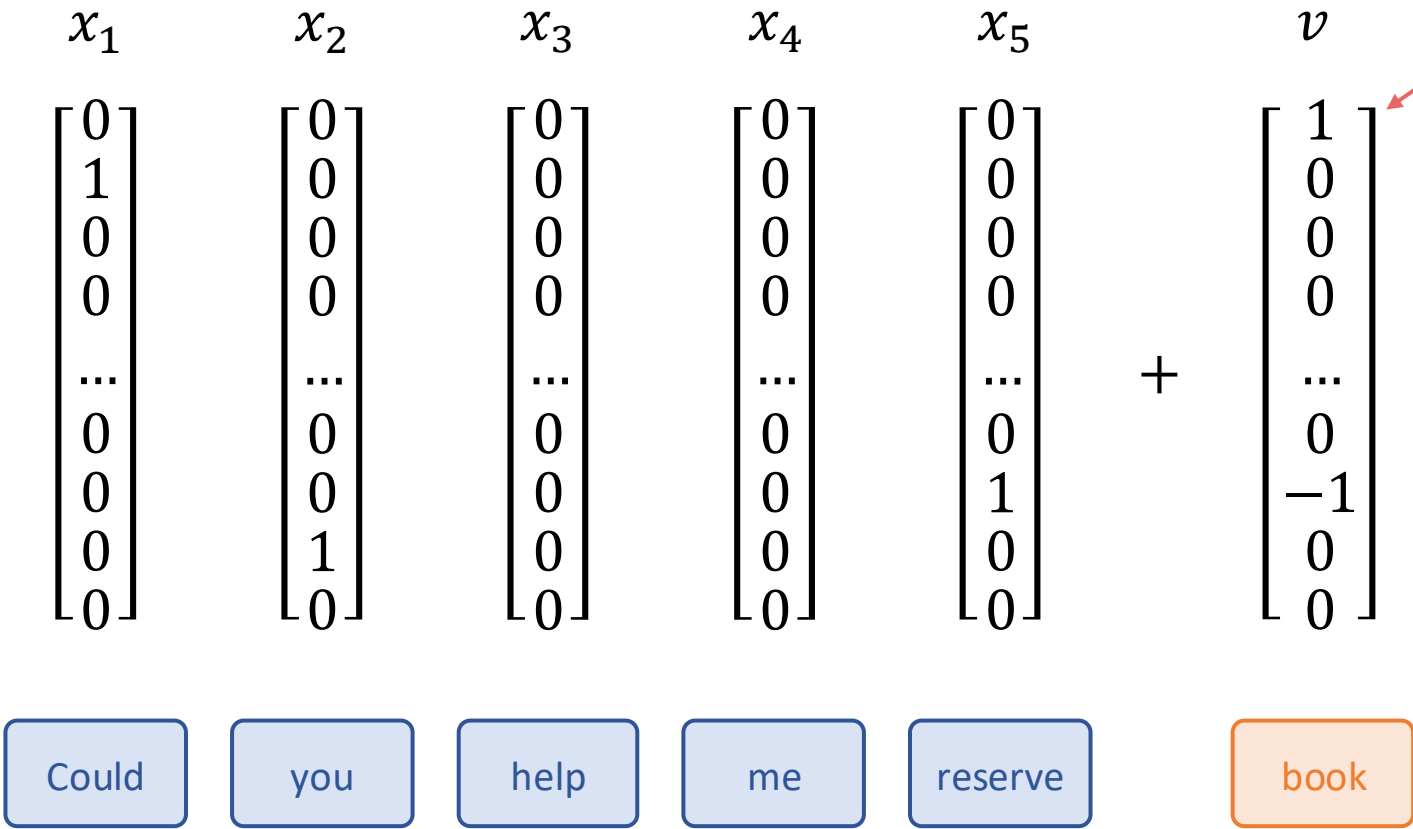 x₁ x₂ x₃ x₄ x₅ v
0 0 0 0 0 1
1 0 0 0 0 0
0 0 0 0 0 0
0 0 0 0 0 0
... ... ... ... ... + ...
0 0 0 0 0 0
0 0 0 0 1 −1
0 1 0 0 0 0
0 0 0 0 0 0
Could you help me reserve book